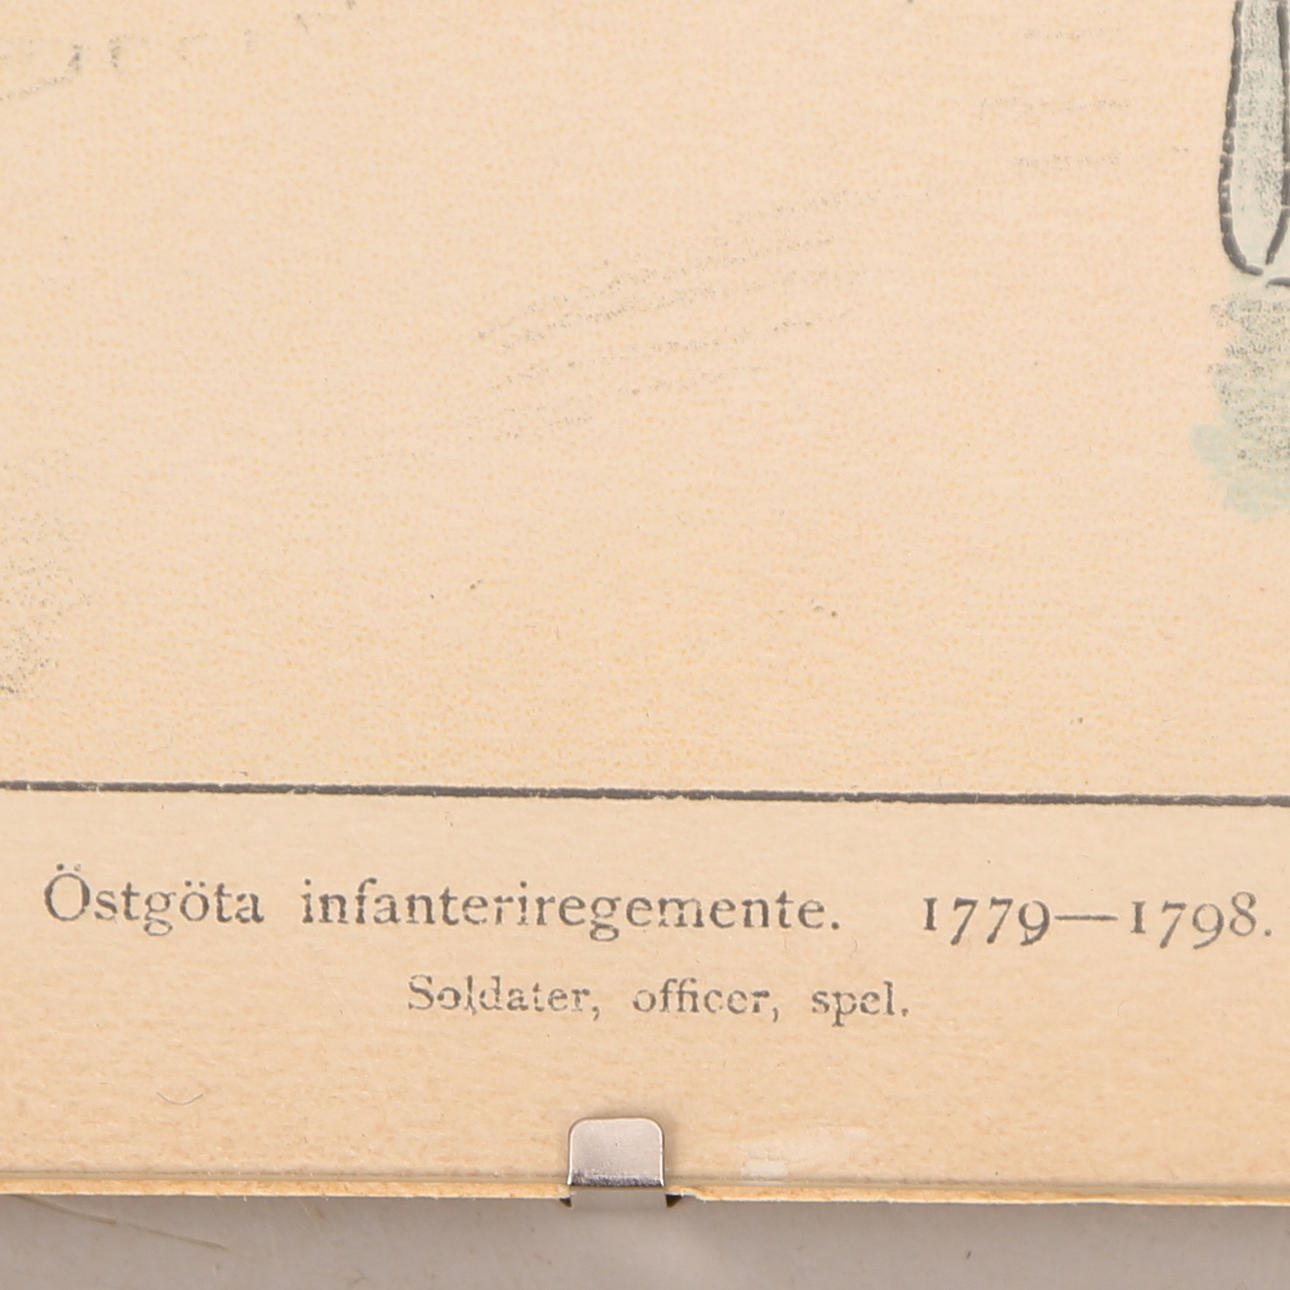 Östgöta infanteriregemente. 1779—1798.
Soldater, officer, spel.